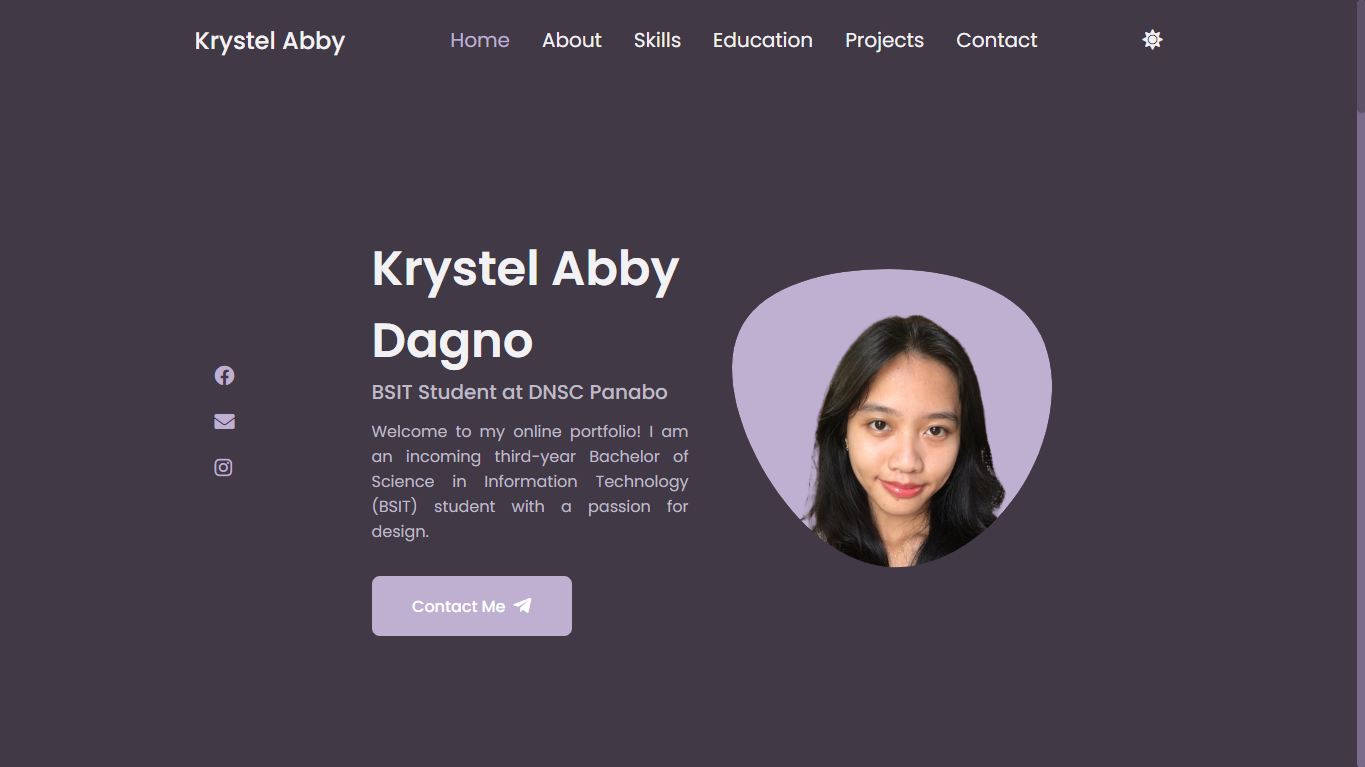 Krystel Abby
Home About Skills Education Projects Contact
Krystel Abby
Dagno
BSIT Student at DNSC Panabo
Welcome to my online portfolio! I am
an incoming third-year Bachelor of
Science in Information Technology
(BSIT) student with a passion for
design.
Contact Me